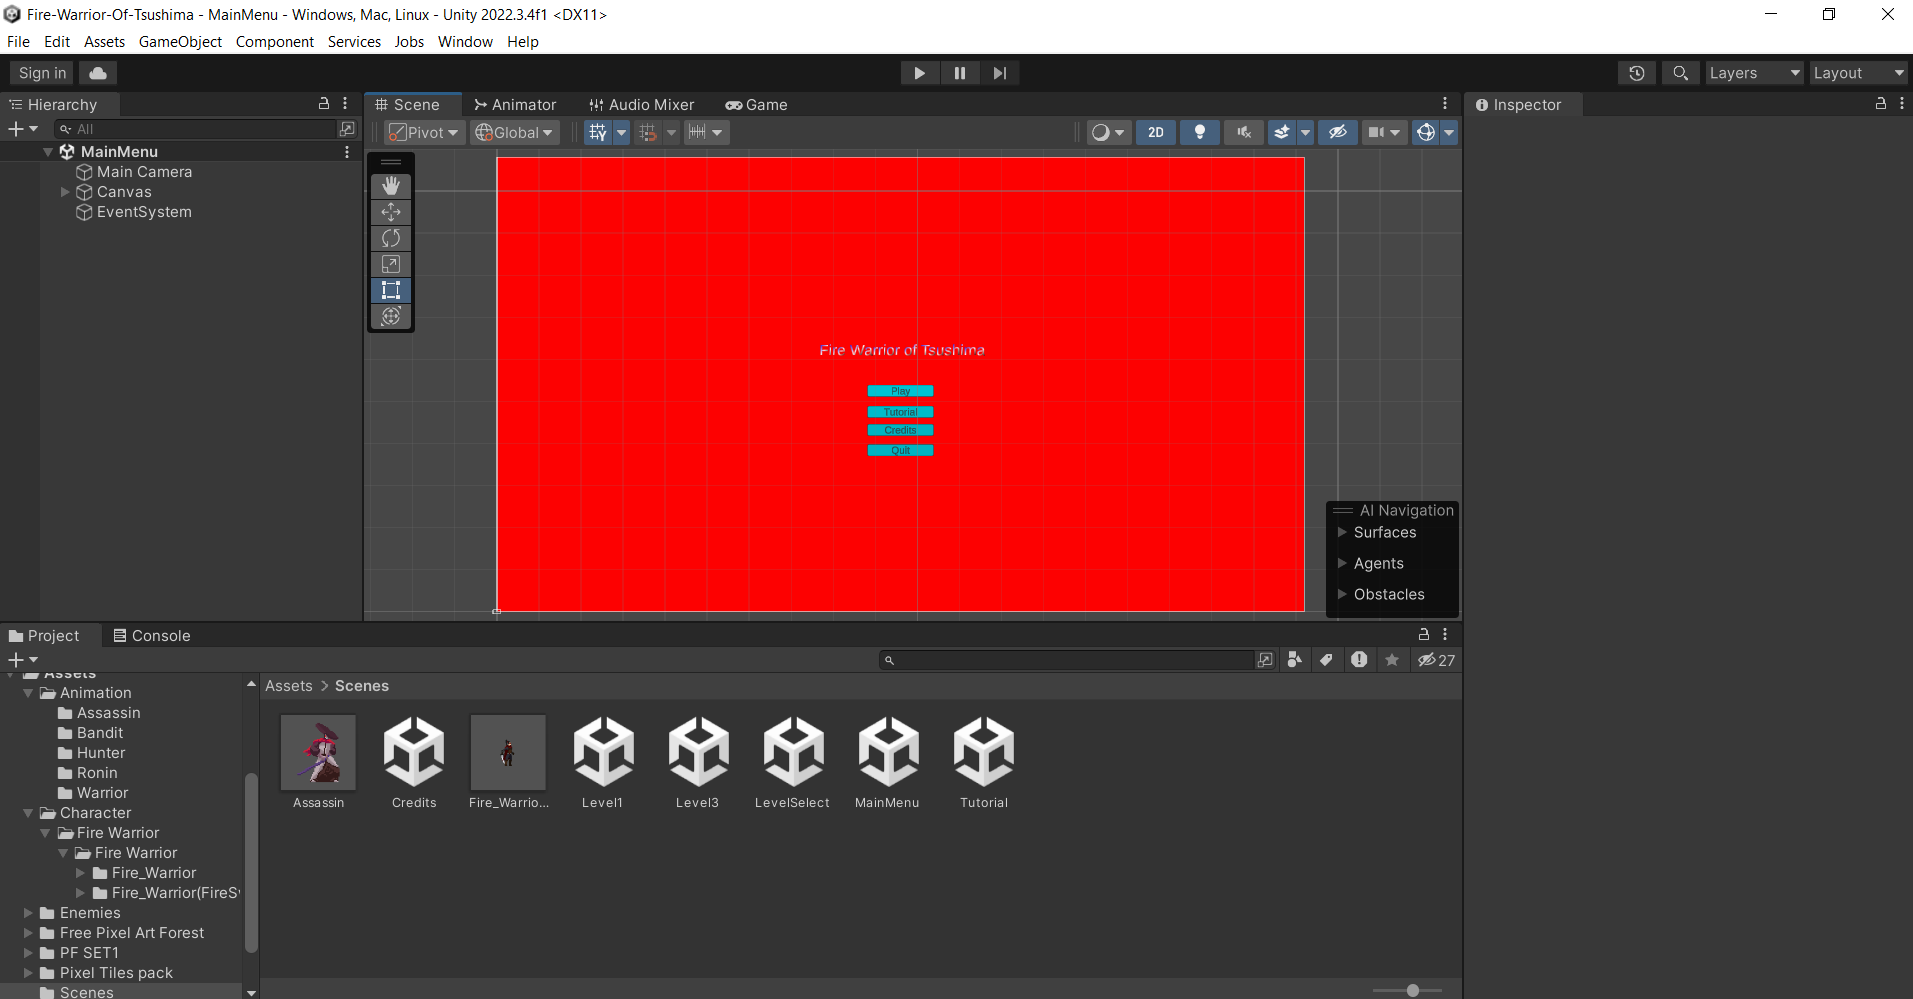 Fire-Warrior-Of-Tsushima - MainMenu - Windows, Mac, Linux - Unity 2022.3.4f1 <DX11>
File Edit Assets GameObject Component Services Jobs Window Help
Sign in
Layers
Layout
Hierarchy
All
MainMenu
Main Camera
Canvas
EventSystem
Scene Animator Audio Mixer Game
Pivot Global 2D
Fire Warrior of Tsushima
Play
Tutorial
Credits
Quit
AI Navigation
Surfaces
Agents
Obstacles
Inspector
Project Console
27
Assets
Animation
Assassin
Bandit
Hunter
Ronin
Warrior
Character
Fire Warrior
Fire Warrior
Fire_Warrior
Fire_Warrior(FireS
Enemies
Free Pixel Art Forest
PF SET1
Pixel Tiles pack
Scenes
Assets > Scenes
Assassin Credits Fire_Warrio... Level1 Level3 LevelSelect MainMenu Tutorial